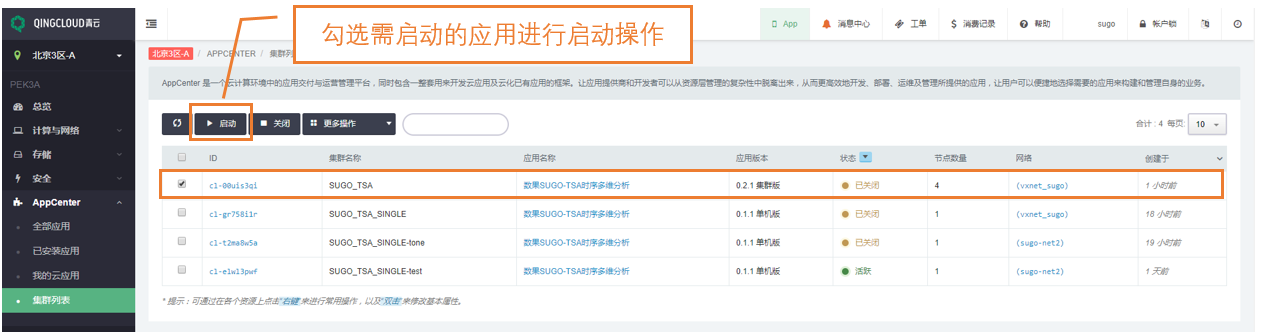 QINGCLOUD青云
勾选需启动的应用进行启动操作
App 消息中心 工单 $ 消费记录 帮助 sugo 帐户锁
北京3区-A
北京3区-A / APPCENTER / 集群列
PEK3A
AppCenter 是一个云计算环境中的应用交付与运营管理平台，同时包含一整套用来开发云应用及云化已有应用的框架。让应用提供商和开发者可以从资源层管理的复杂性中脱离出来，从而更高效地开发、部署、运维及管理所提供的应用，让用户可以便捷地选择需要的应用来构建和管理自身的业务。
总览
计算与网络
存储
安全
AppCenter
全部应用
已安装应用
我的云应用
集群列表
启动 关闭 更多操作 合计 : 4 每页: 10
ID 集群名称 应用名称 应用版本 状态 节点数量 网络 创建于
cl-00uis3qi SUGO_TSA 数果SUGO-TSA时序多维分析 0.2.1 集群版 已关闭 4 (vxnet_sugo) 1 小时前
cl-gr758i1r SUGO_TSA_SINGLE 数果SUGO-TSA时序多维分析 0.1.1 单机版 已关闭 1 (vxnet_sugo) 18 小时前
cl-t2ma8w5a SUGO_TSA_SINGLE-tone 数果SUGO-TSA时序多维分析 0.1.1 单机版 已关闭 1 (sugo-net2) 19 小时前
cl-elwl3pwf SUGO_TSA_SINGLE-test 数果SUGO-TSA时序多维分析 0.1.1 单机版 活跃 1 (sugo-net2) 1 天前
* 提示：可通过在各个资源上点击"右键"来进行常用操作，以及"双击"来修改基本属性。